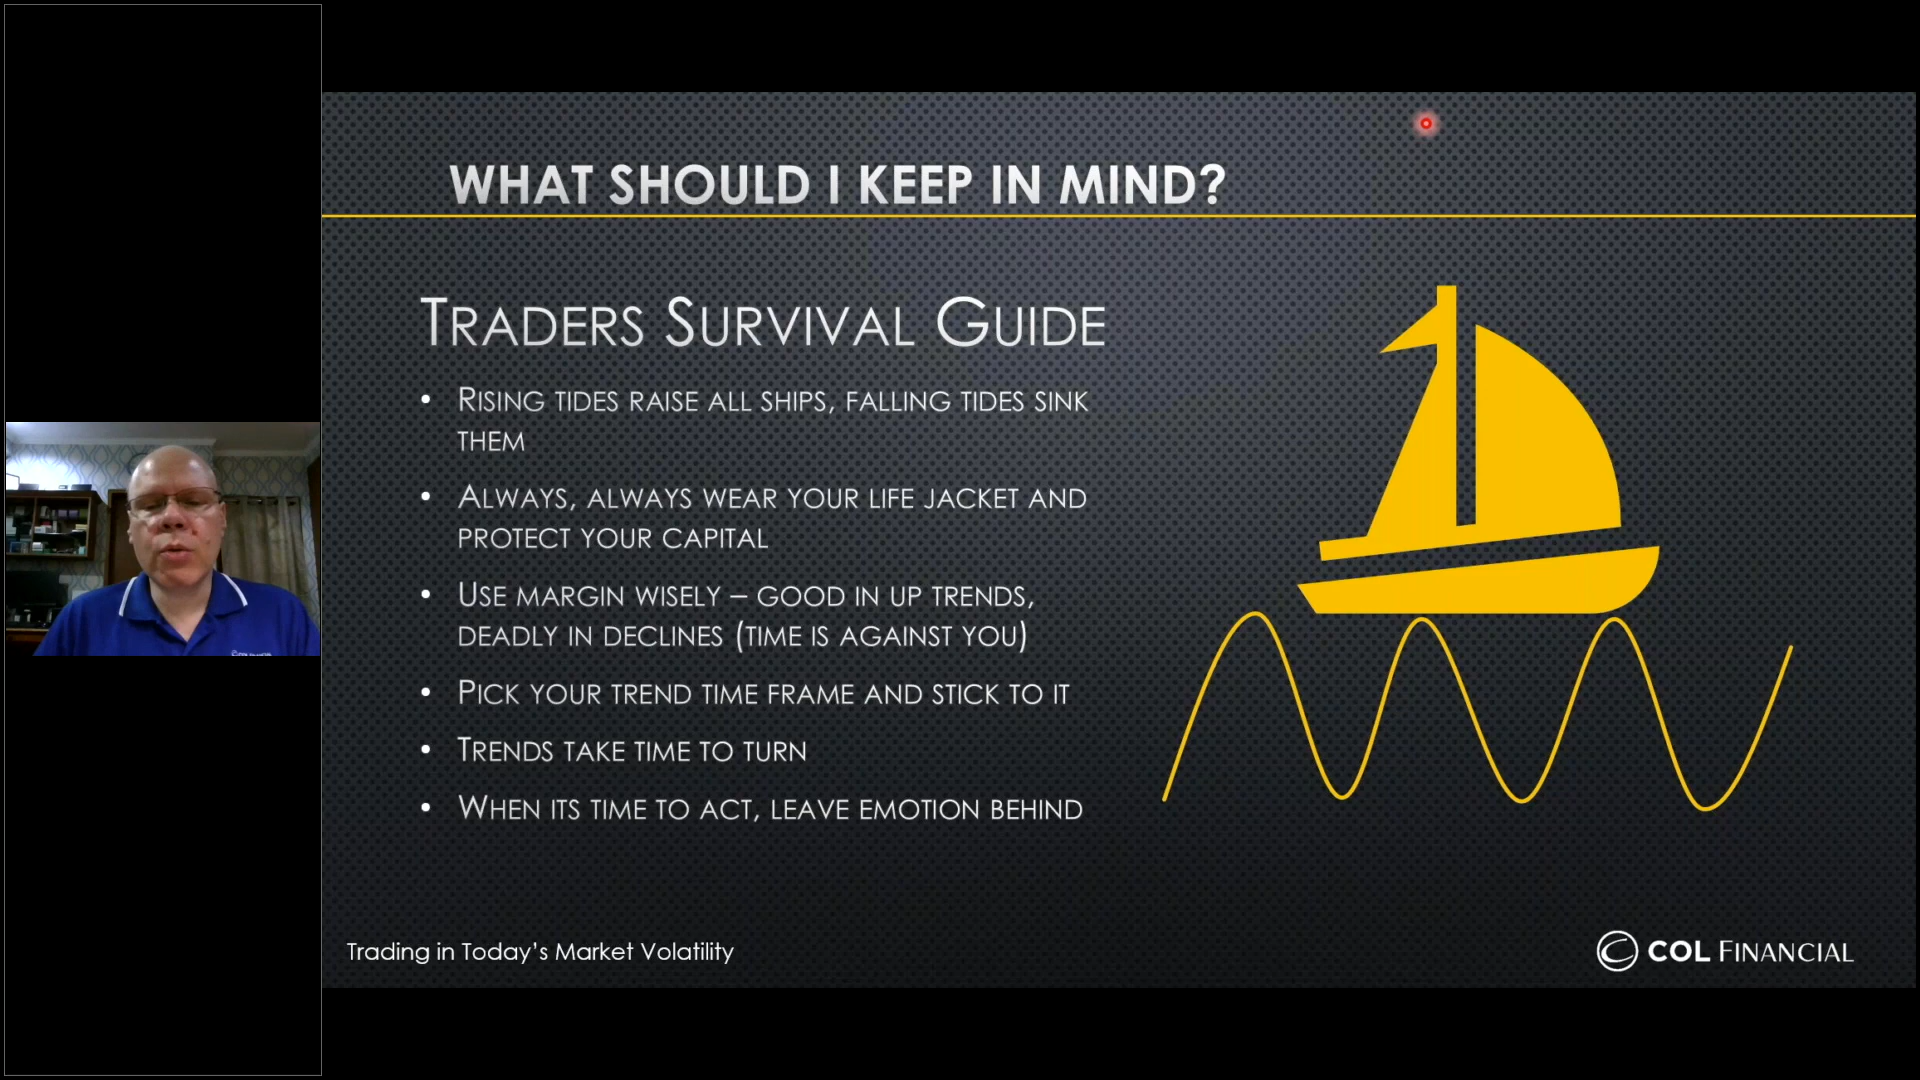 WHAT SHOULD I KEEP IN MIND?
TRADERS SURVIVAL GUIDE
• RISING TIDES RAISE ALL SHIPS, FALLING TIDES SINK
THEM
• ALWAYS, ALWAYS WEAR YOUR LIFE JACKET AND
PROTECT YOUR CAPITAL
• USE MARGIN WISELY – GOOD IN UP TRENDS,
DEADLY IN DECLINES (TIME IS AGAINST YOU)
• PICK YOUR TREND TIME FRAME AND STICK TO IT
• TRENDS TAKE TIME TO TURN
• WHEN ITS TIME TO ACT, LEAVE EMOTION BEHIND
Trading in Today’s Market Volatility
COL FINANCIAL